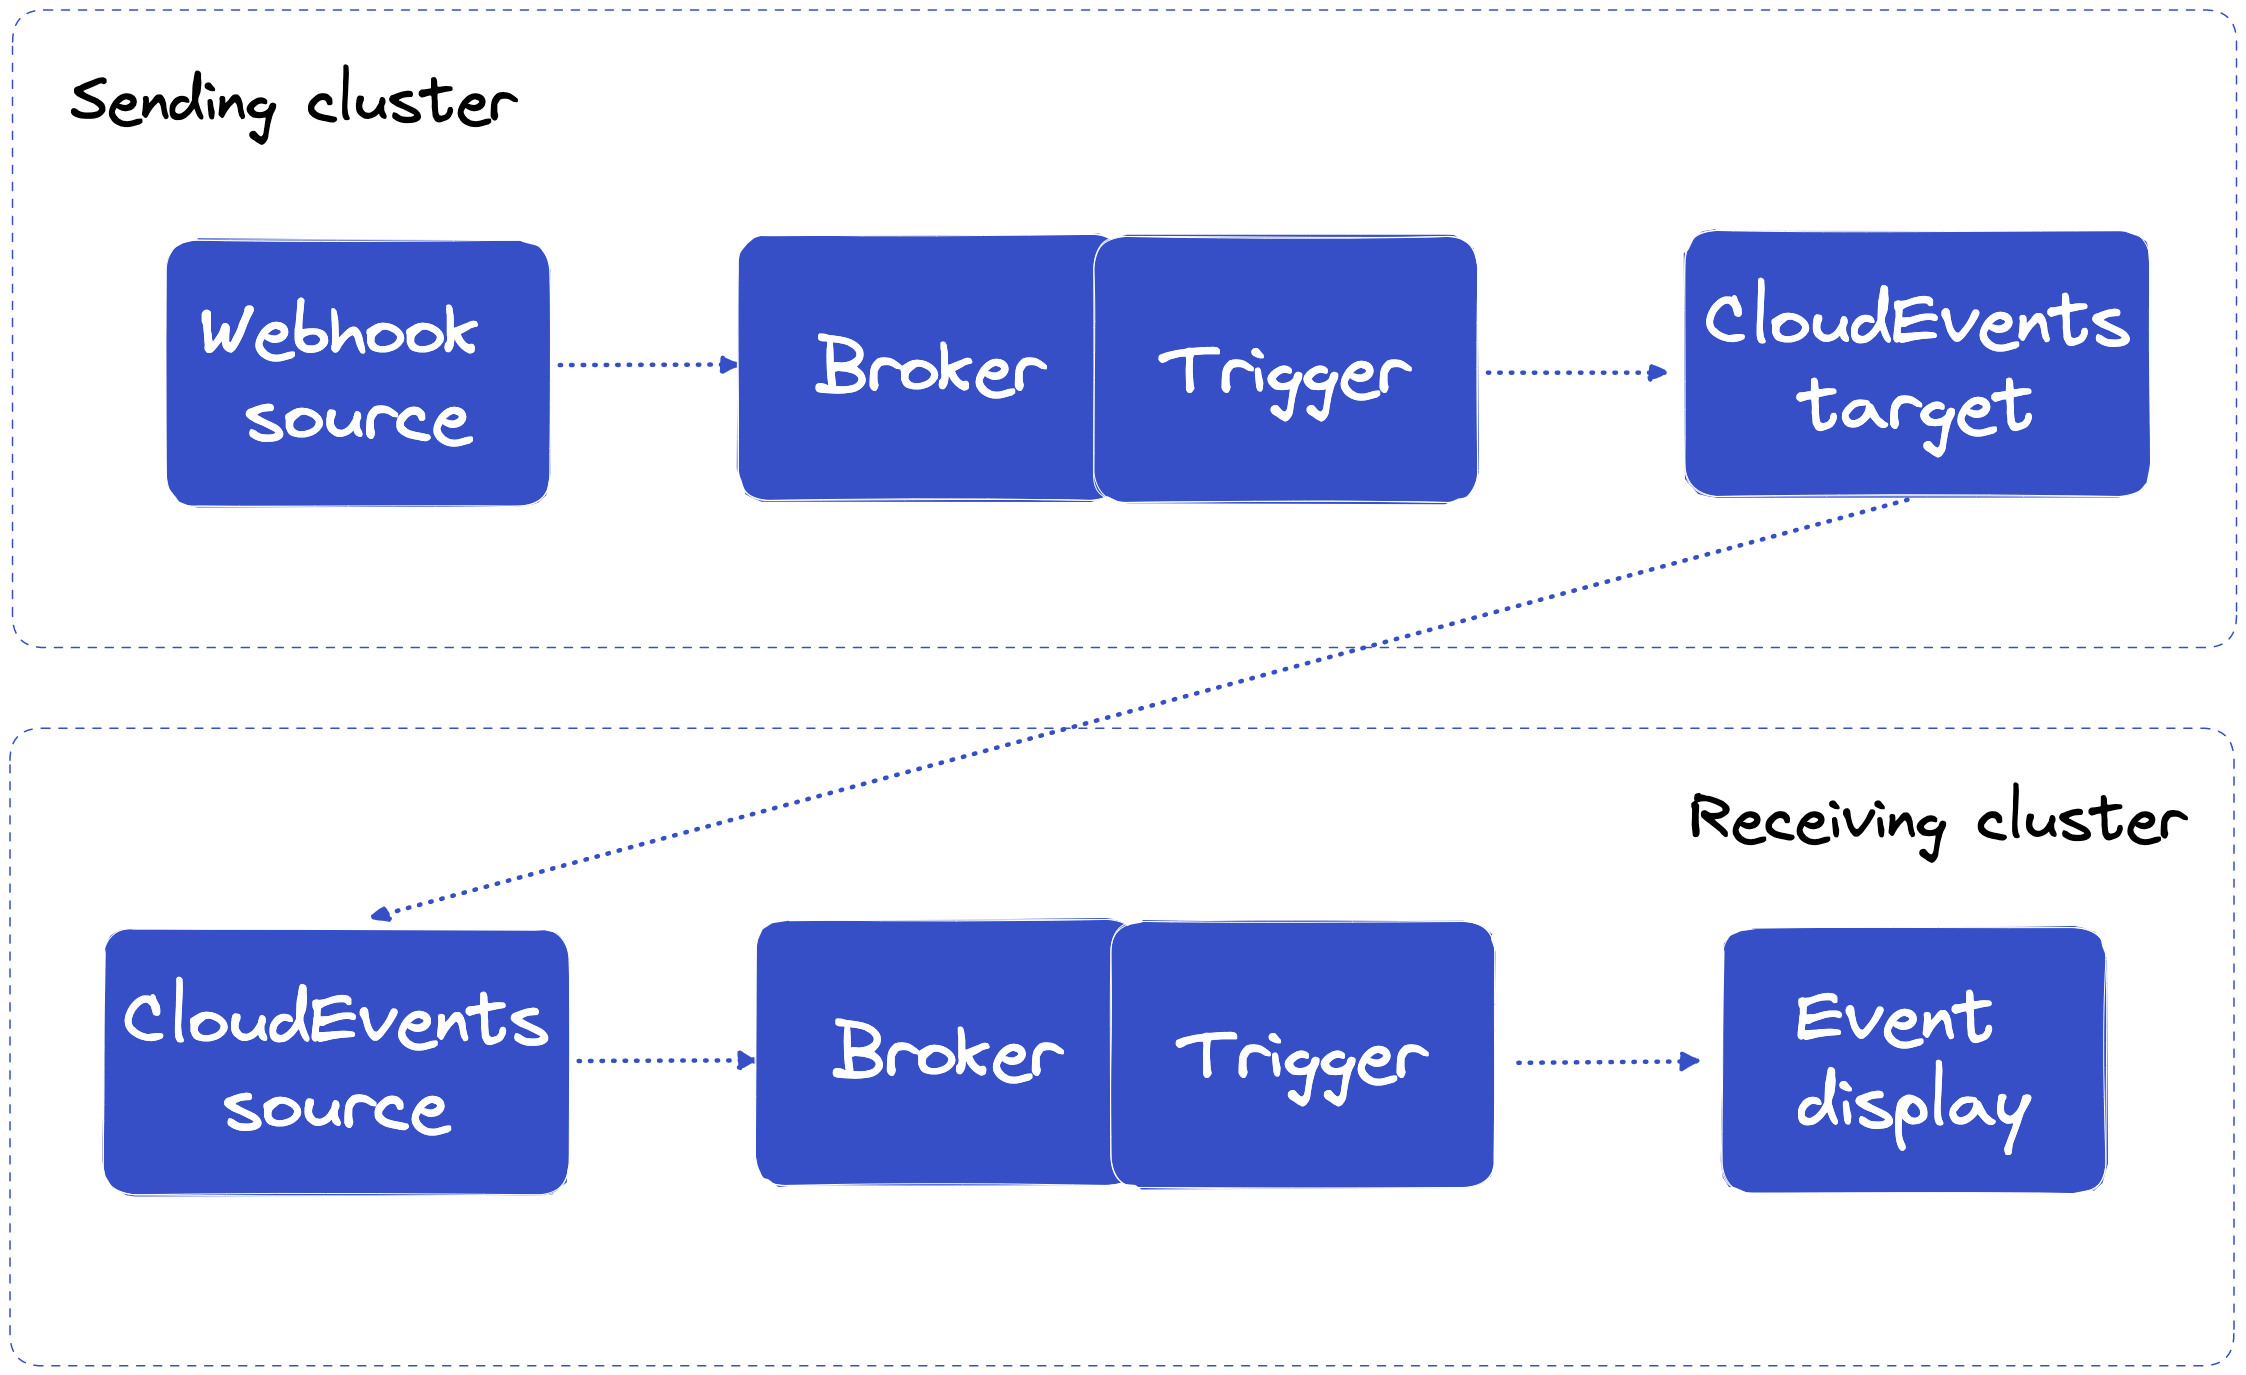 Sending cluster
Webhook
source
Broker
Trigger
CloudEvents
target
Receiving cluster
CloudEvents
source
Broker
Trigger
Event
display